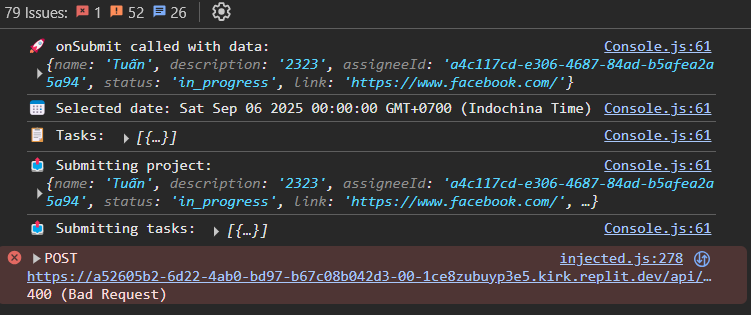 79 Issues: 1 52 26
onSubmit called with data: Console.js:61
{name: 'Tuấn', description: '2323', assigneeId: 'a4c117cd-e306-4687-84ad-b5afea2a
5a94', status: 'in_progress', link: 'https://www.facebook.com/'}
Selected date: Sat Sep 06 2025 00:00:00 GMT+0700 (Indochina Time) Console.js:61
Tasks: [{…}] Console.js:61
Submitting project: Console.js:61
{name: 'Tuấn', description: '2323', assigneeId: 'a4c117cd-e306-4687-84ad-b5afea2a
5a94', status: 'in_progress', link: 'https://www.facebook.com/', …}
Submitting tasks: [{…}] Console.js:61
POST injected.js:278
https://a52605b2-6d22-4ab0-bd97-b67c08b042d3-00-1ce8zubuyp3e5.kirk.replit.dev/api/…
400 (Bad Request)